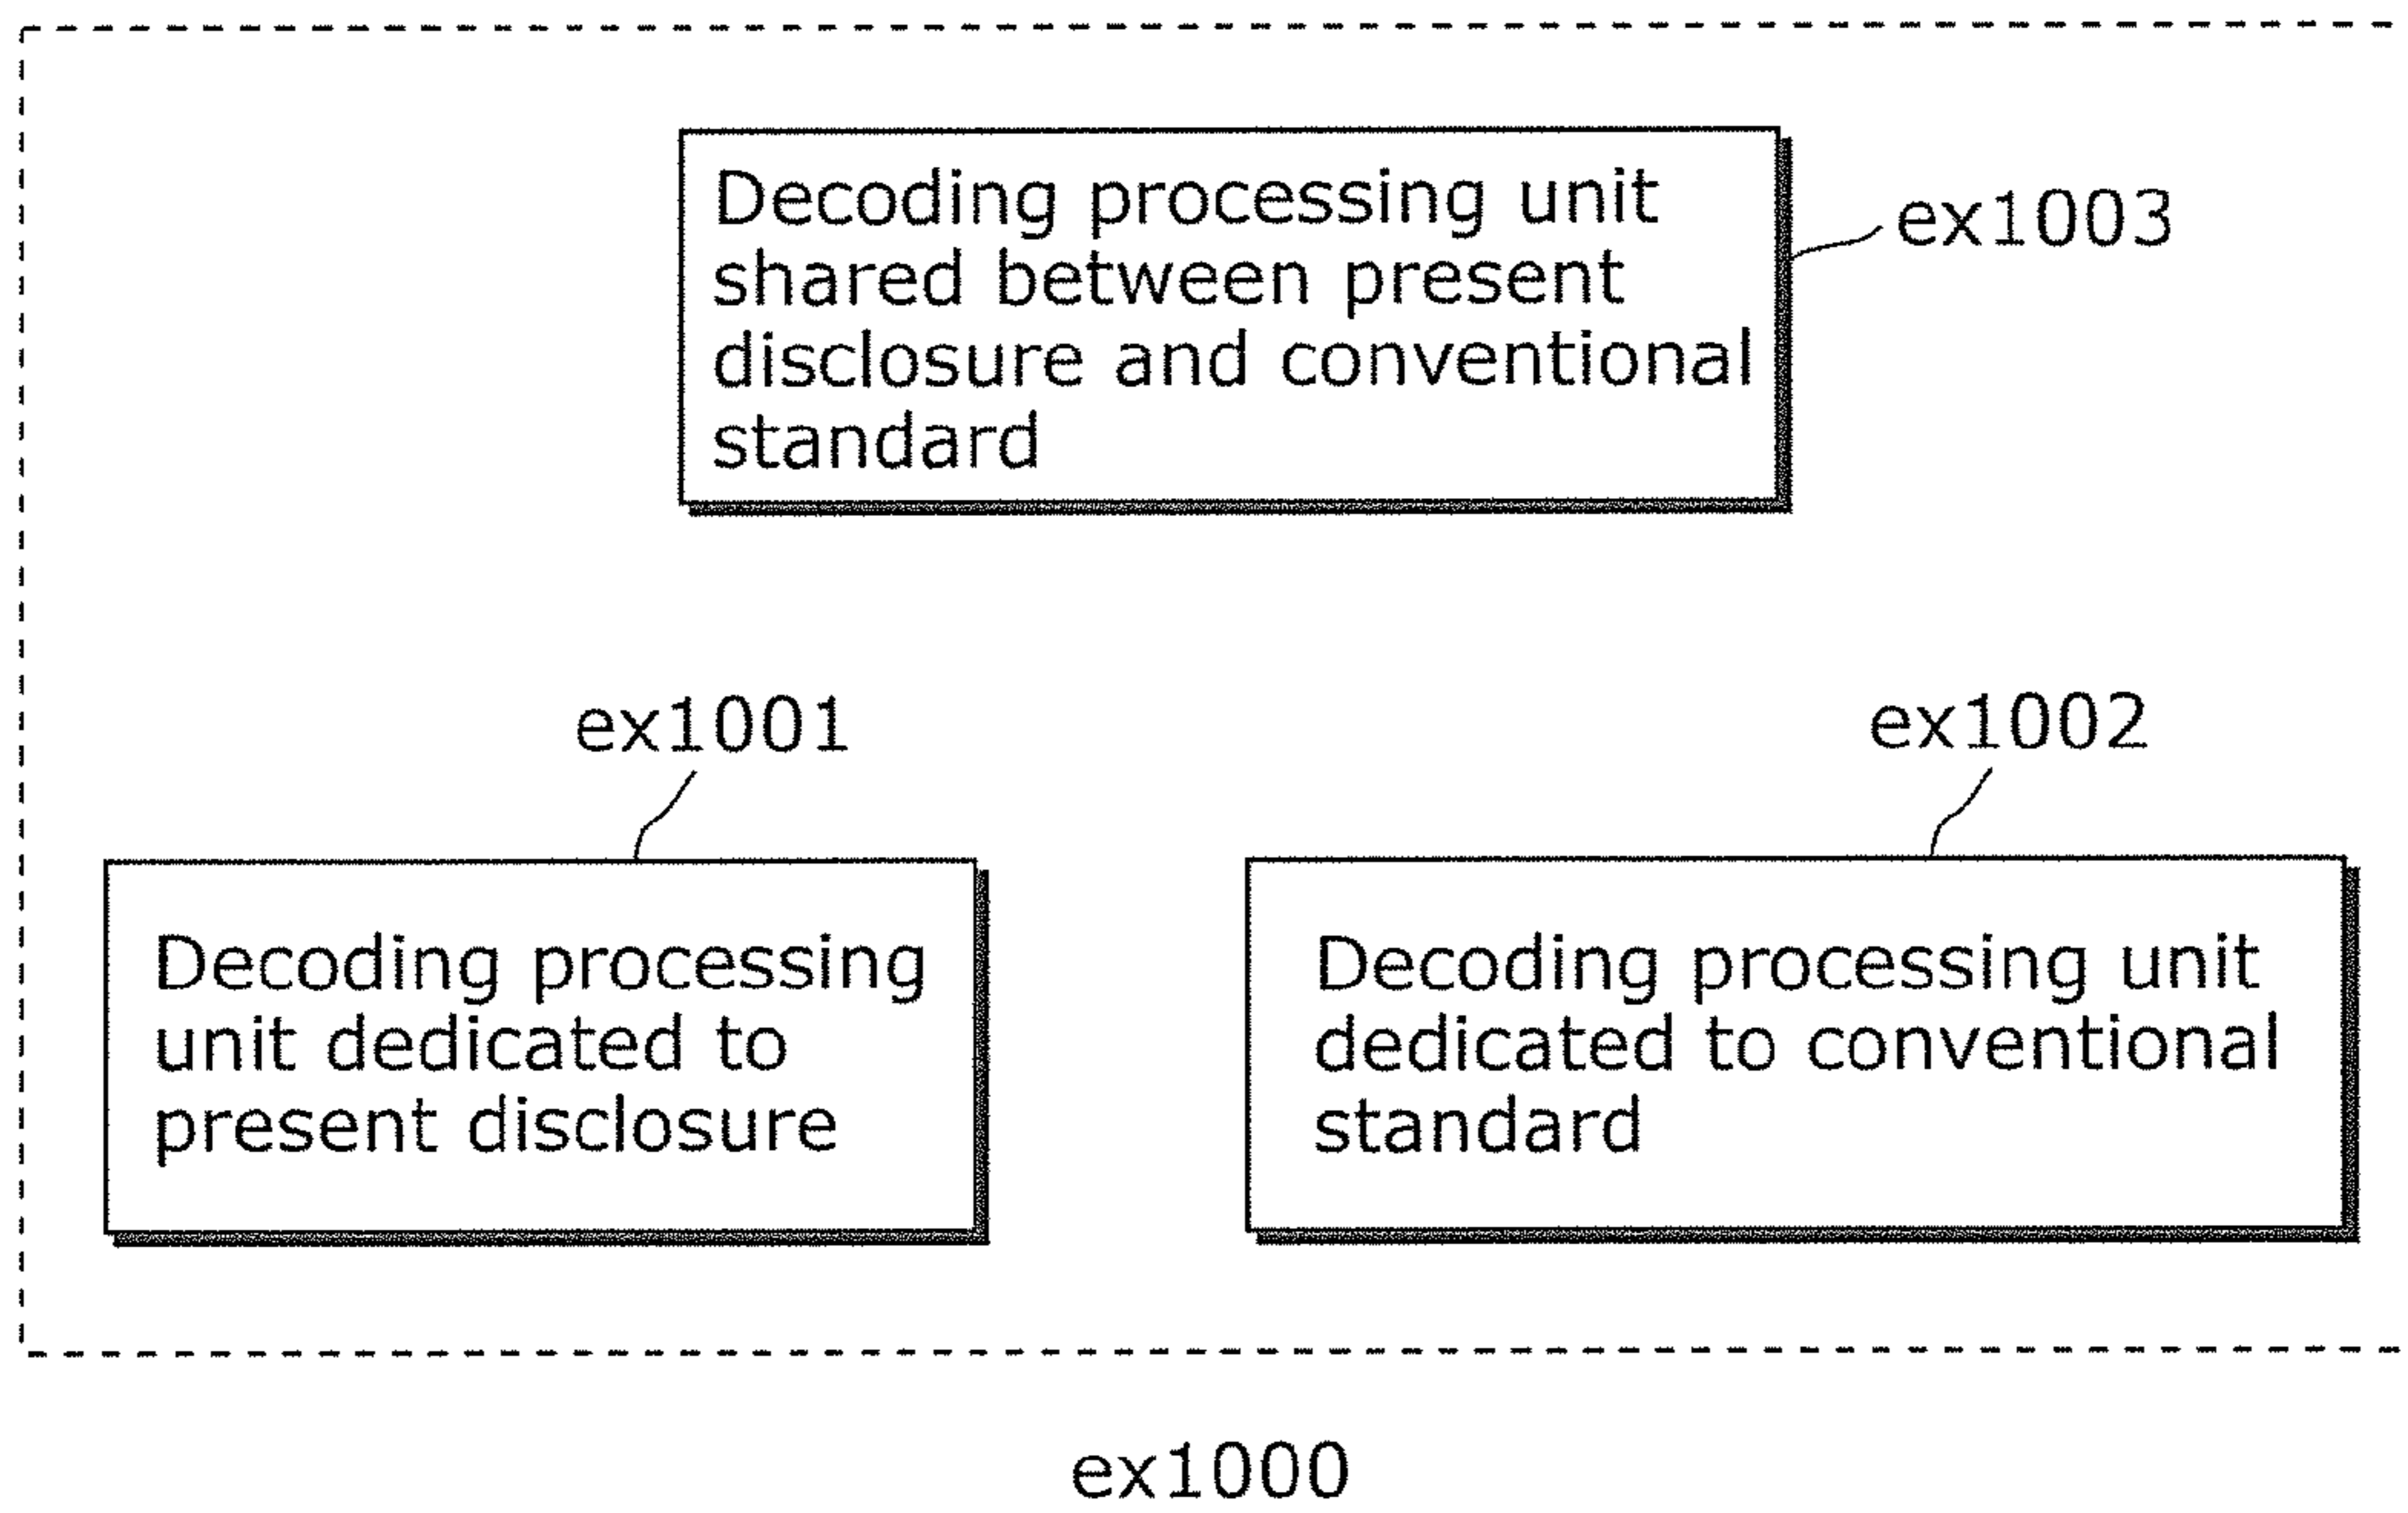 Decoding processing unit
shared between present
disclosure and conventional
standard
ex1003
ex1001
ex1002
Decoding processing
unit dedicated to
present disclosure
Decoding processing unit
dedicated to conventional
standard
ex1000